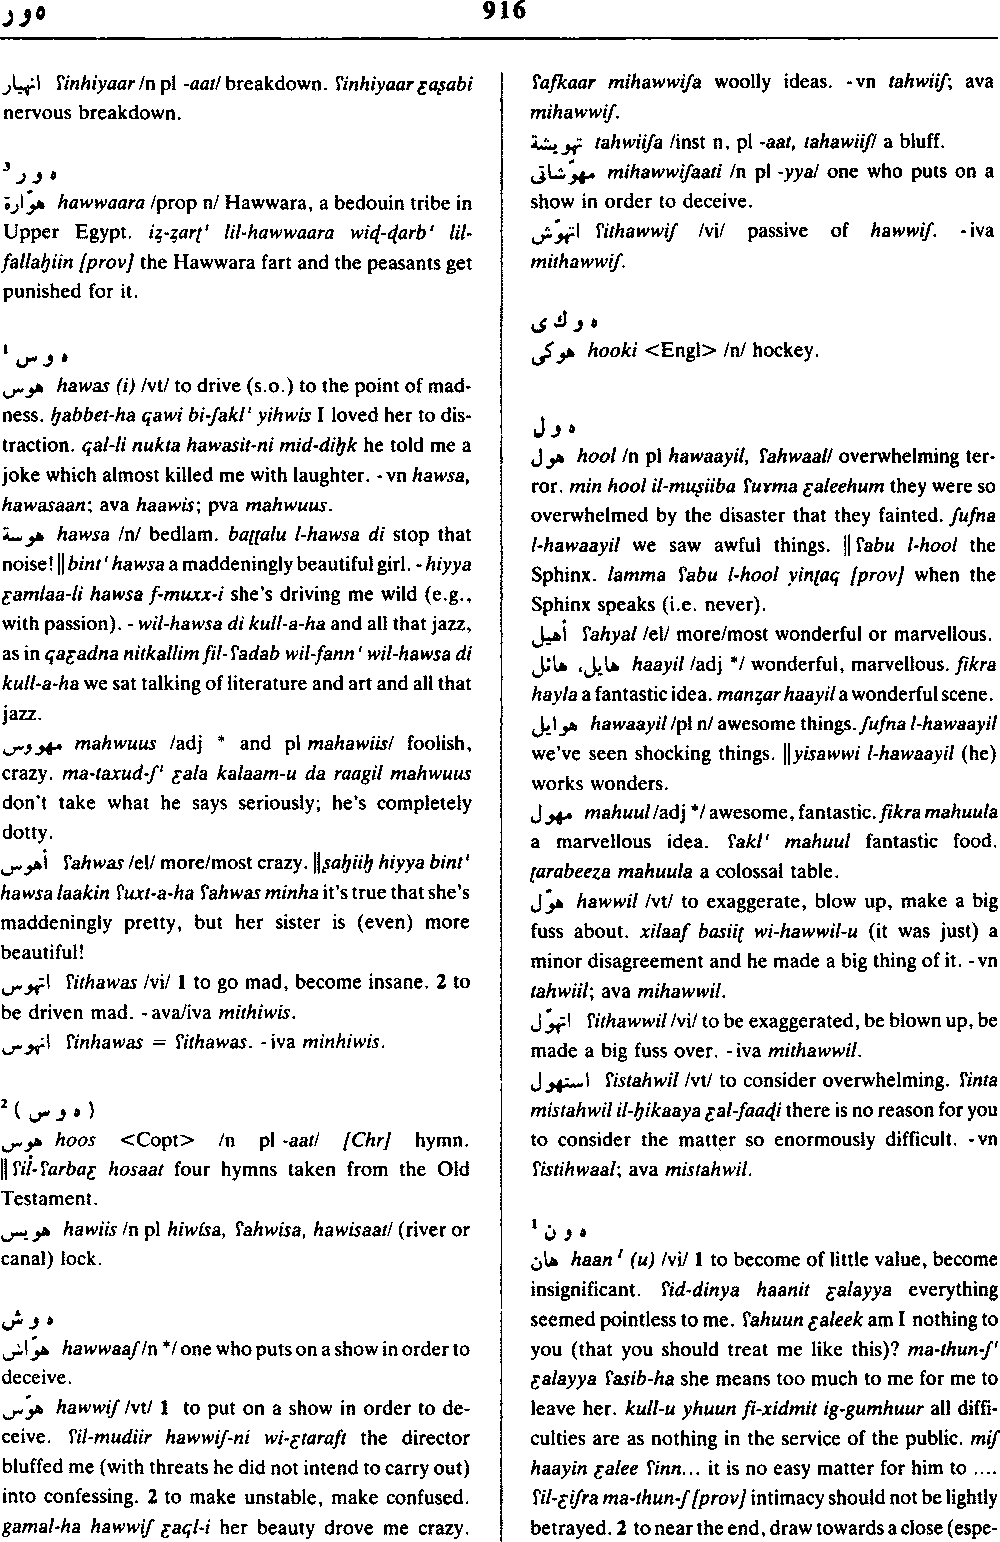 ه و ر
916
انهيار ʕinhiyaar /n pl -aat/ breakdown. ʕinhiyaar ʢaṣabi
nervous breakdown.
ه و ر ³
هوّارة hawwaara /prop n/ Hawwara, a bedouin tribe in
Upper Egypt. iẓ-ẓarṭ' lil-hawwaara wiḍ-ḍarb' lil-
fallaḥiin [prov] the Hawwara fart and the peasants get
punished for it.
ه و س ¹
هوس hawas (i) /vt/ to drive (s.o.) to the point of mad-
ness. ḥabbet-ha qawi bi-ʃakl' yihwis I loved her to dis-
traction. qal-li nukta hawasit-ni mid-diḥk he told me a
joke which almost killed me with laughter. -vn hawsa,
hawasaan; ava haawis; pva mahwuus.
هوسة hawsa /n/ bedlam. baṭṭalu l-hawsa di stop that
noise! || bint' hawsa a maddeningly beautiful girl. - hiyya
ʢamlaa-li hawsa f-muxx-i she's driving me wild (e.g.,
with passion). - wil-hawsa di kull-a-ha and all that jazz,
as in qaʢadna nitkallim fil-ʕadab wil-fann' wil-hawsa di
kull-a-ha we sat talking of literature and art and all that
jazz.
مهووس mahwuus /adj * and pl mahawiis/ foolish,
crazy. ma-taxud-ʃ' ʢala kalaam-u da raagil mahwuus
don't take what he says seriously; he's completely
dotty.
أهوس ʕahwas /el/ more/most crazy. || ṣaḥiiḥ hiyya bint'
hawsa laakin ʕuxt-a-ha ʕahwas minha it's true that she's
maddeningly pretty, but her sister is (even) more
beautiful!
اتهوس ʕithawas /vi/ 1 to go mad, become insane. 2 to
be driven mad. -ava/iva mithiwis.
انهوس ʕinhawas = ʕithawas. -iva minhiwis.
(ه و س) ²
هوس hoos <Copt> /n pl -aat/ [Chr] hymn.
|| ʕil-ʕarbaʢ hosaat four hymns taken from the Old
Testament.
هويس hawiis /n pl hiwísa, ʕahwisa, hawisaat/ (river or
canal) lock.
ه و ش
هوّاش hawwaaʃ /n */ one who puts on a show in order to
deceive.
هوّش hawwiʃ /vt/ 1 to put on a show in order to de-
ceive. ʕil-mudiir hawwiʃ-ni wi-ʢtaraft the director
bluffed me (with threats he did not intend to carry out)
into confessing. 2 to make unstable, make confused.
gamal-ha hawwiʃ ʢaql-i her beauty drove me crazy.
ʕafkaar mihawwiʃa woolly ideas. -vn tahwiiʃ; ava
mihawwiʃ.
تهويشة tahwiiʃa /inst n, pl -aat, tahawiiʃ/ a bluff.
مهوّشاتى mihawwiʃaati /n pl -yya/ one who puts on a
show in order to deceive.
اتهوّش ʕithawwiʃ /vi/ passive of hawwiʃ. -iva
mithawwiʃ.
ه و ك ى
هوكى hooki <Engl> /n/ hockey.
ه و ل
هول hool /n pl hawaayil, ʕahwaal/ overwhelming ter-
ror. min hool il-muṣiiba ʕuɣma ʢaleehum they were so
overwhelmed by the disaster that they fainted. ʃufna
l-hawaayil we saw awful things. || ʕabu l-hool the
Sphinx. lamma ʕabu l-hool yinṭaq [prov] when the
Sphinx speaks (i.e. never).
أهيل ʕahyal /el/ more/most wonderful or marvellous.
هايل، هائل haayil /adj */ wonderful, marvellous. fikra
hayla a fantastic idea. manẓar haayil a wonderful scene.
هوايل hawaayil /pl n/ awesome things. ʃufna l-hawaayil
we've seen shocking things. || yisawwi l-hawaayil (he)
works wonders.
مهول mahuul /adj */ awesome, fantastic. fikra mahuula
a marvellous idea. ʕakl' mahuul fantastic food.
ṭarabeeẓa mahuula a colossal table.
هوّل hawwil /vt/ to exaggerate, blow up, make a big
fuss about. xilaaf basiiṭ wi-hawwil-u (it was just) a
minor disagreement and he made a big thing of it. -vn
tahwiil; ava mihawwil.
اتهوّل ʕithawwil /vi/ to be exaggerated, be blown up, be
made a big fuss over. -iva mithawwil.
استهول ʕistahwil /vt/ to consider overwhelming. ʕinta
mistahwil il-ḥikaaya ʢal-faaḍi there is no reason for you
to consider the matter so enormously difficult. -vn
ʕistihwaal; ava mistahwil.
ه و ن ¹
هان haan¹ (u) /vi/ 1 to become of little value, become
insignificant. ʕid-dinya haanit ʢalayya everything
seemed pointless to me. ʕahuun ʢaleek am I nothing to
you (that you should treat me like this)? ma-thun-ʃ'
ʢalayya ʕasib-ha she means too much to me for me to
leave her. kull-u yhuun fi-xidmit ig-gumhuur all diffi-
culties are as nothing in the service of the public. miʃ
haayin ʢalee ʕinn... it is no easy matter for him to ....
ʕil-ʢiʃra ma-thun-ʃ [prov] intimacy should not be lightly
betrayed. 2 to near the end, draw towards a close (espe-